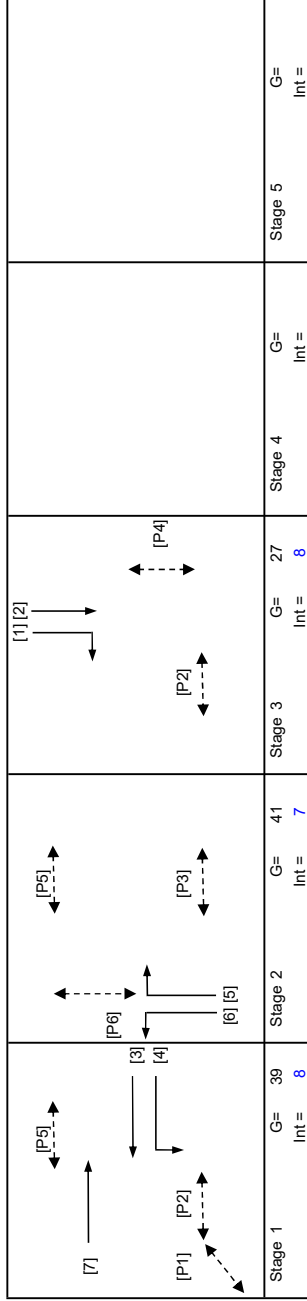 [7]
[P5]
[3]
[4]
[P1]
[P2]
Stage 1
G= 39
Int = 8
[P5]
[P6]
[P3]
[6] [5]
Stage 2
G= 41
Int = 7
[1] [2]
[P4]
[P2]
Stage 3
G= 27
Int = 8
Stage 4
G=
Int =
Stage 5
G=
Int =